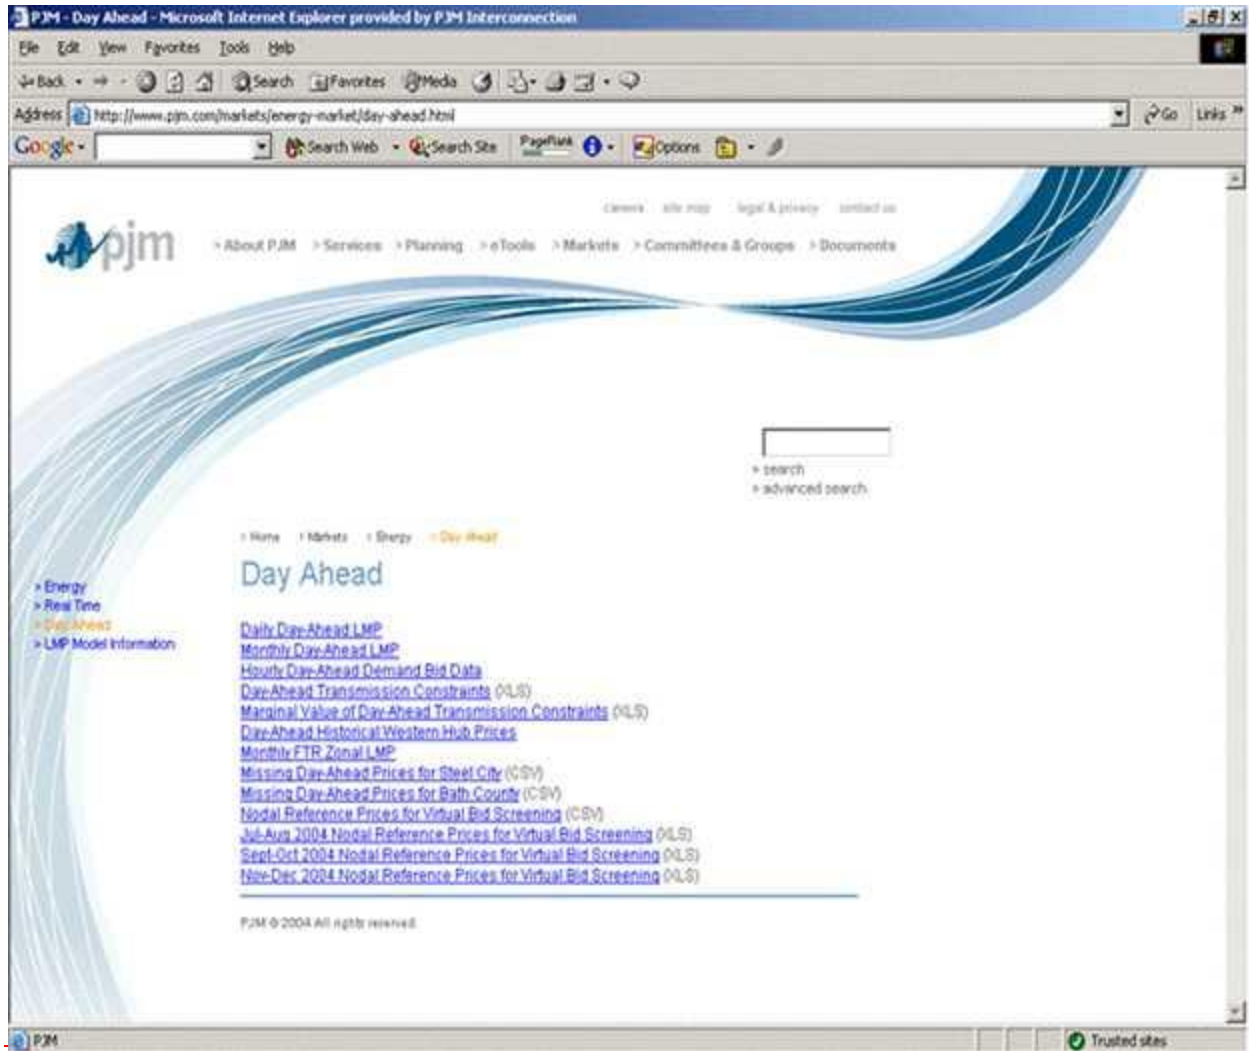 PJM - Day Ahead - Microsoft Internet Explorer provided by PJM Interconnection
File Edit View Favorites Tools Help
Back Search Favorites Media
Address http://www.pjm.com/markets/energy-market/day-ahead.html Go Links »
Google Search Web Search Site PageRank Options
careers site map legal & privacy contact us
pjm > About PJM > Services > Planning > eTools > Markets > Committees & Groups > Documents
> search
> advanced search
> Home > Markets > Energy > Day Ahead
Day Ahead
> Energy
> Real Time
> Day Ahead
> LMP Model Information
Daily Day-Ahead LMP
Monthly Day-Ahead LMP
Hourly Day-Ahead Demand Bid Data
Day-Ahead Transmission Constraints (XLS)
Marginal Value of Day-Ahead Transmission Constraints (XLS)
Day-Ahead Historical Western Hub Prices
Monthly FTR Zonal LMP
Missing Day-Ahead Prices for Steel City (CSV)
Missing Day-Ahead Prices for Bath County (CSV)
Nodal Reference Prices for Virtual Bid Screening (CSV)
Jul-Aug 2004 Nodal Reference Prices for Virtual Bid Screening (XLS)
Sept-Oct 2004 Nodal Reference Prices for Virtual Bid Screening (XLS)
Nov-Dec 2004 Nodal Reference Prices for Virtual Bid Screening (XLS)
PJM © 2004 All rights reserved.
PJM Trusted sites